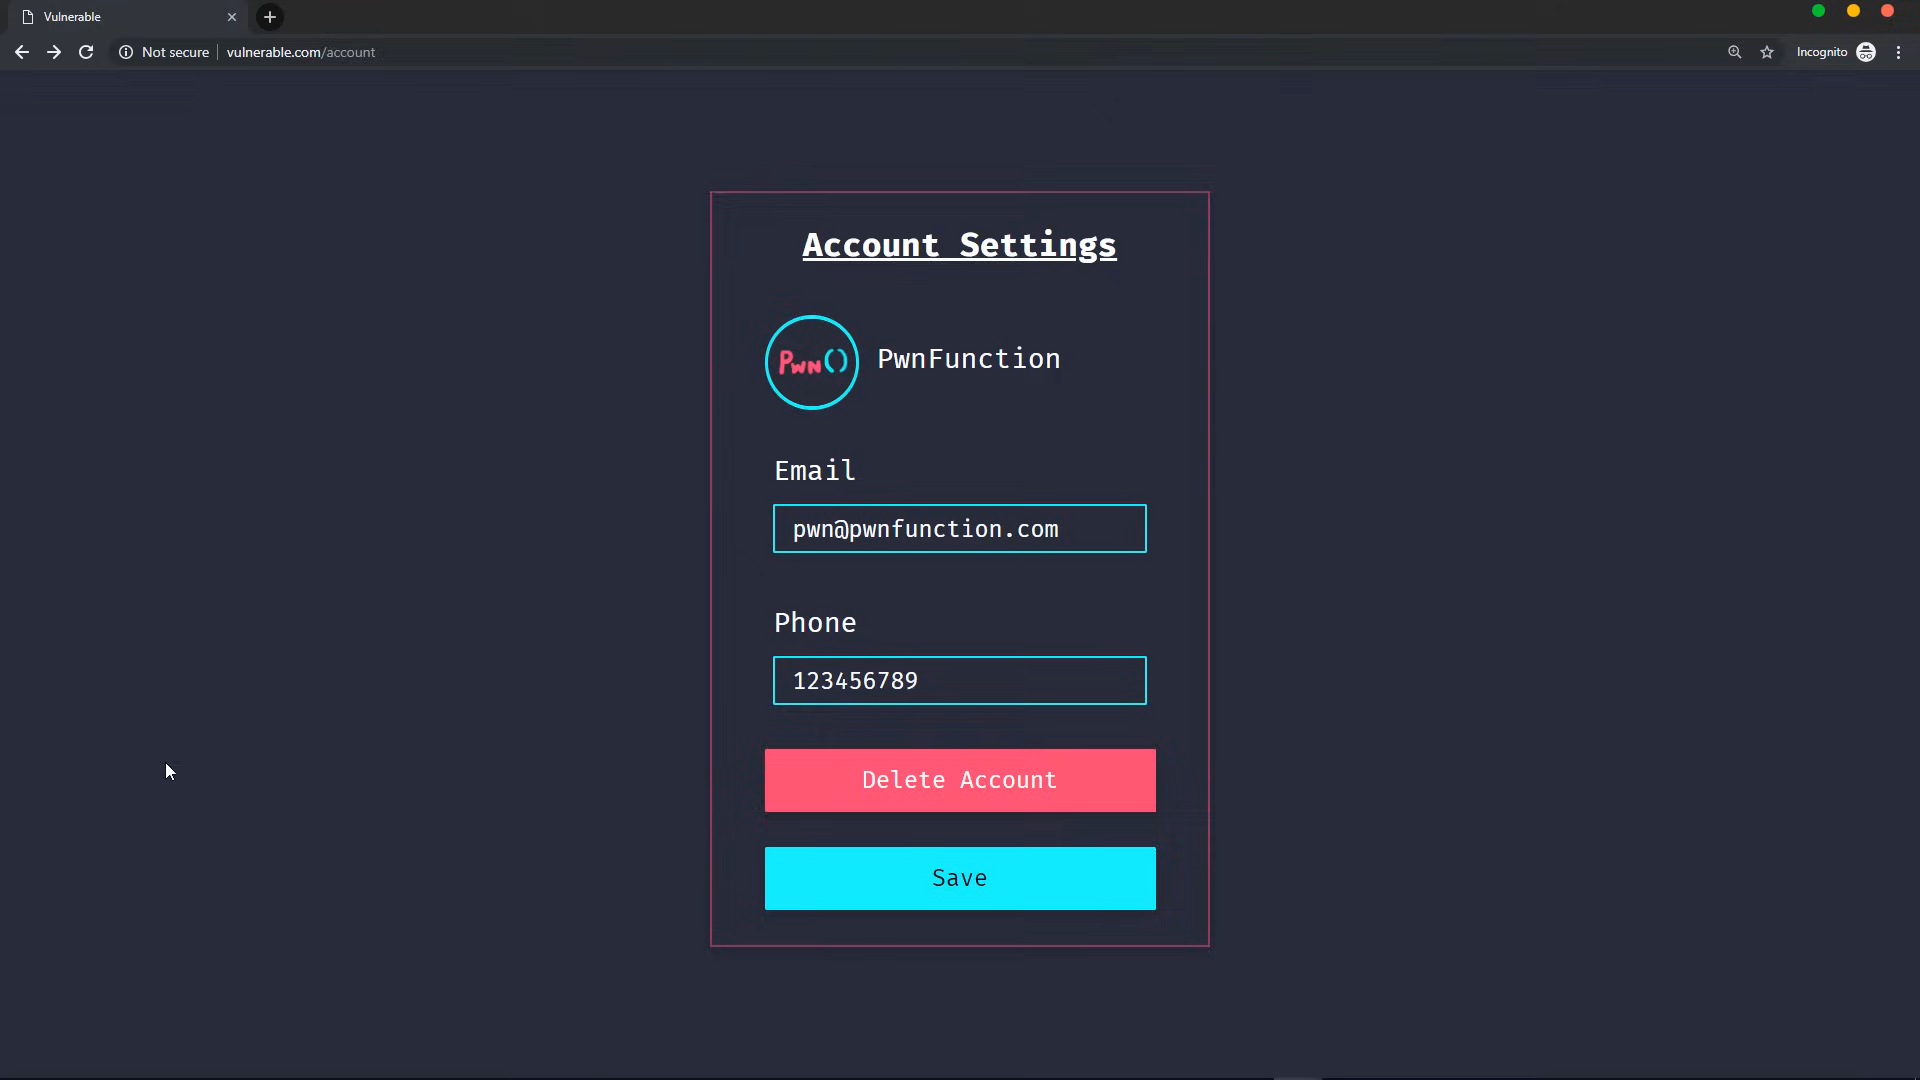 Vulnerable
Not secure
vulnerable.com/account
Incognito
Account Settings
Pwn()
PwnFunction
Email
pwn@pwnfunction.com
Phone
123456789
Delete Account
Save